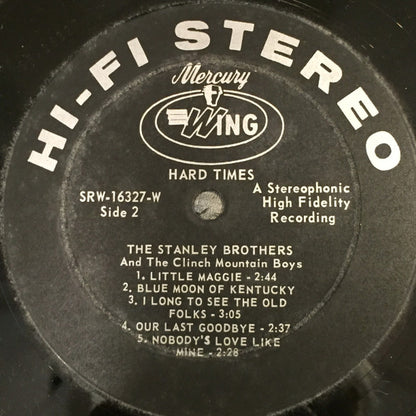 HI-FI STEREO
Mercury
WING
HARD TIMES
SRW-16327-W
Side 2
A Stereophonic
High Fidelity
Recording
THE STANLEY BROTHERS
And The Clinch Mountain Boys
1. LITTLE MAGGIE - 2:44
2. BLUE MOON OF KENTUCKY
3. I LONG TO SEE THE OLD
FOLKS - 3:05
4. OUR LAST GOODBYE - 2:37
5. NOBODY'S LOVE LIKE
MINE - 2:28